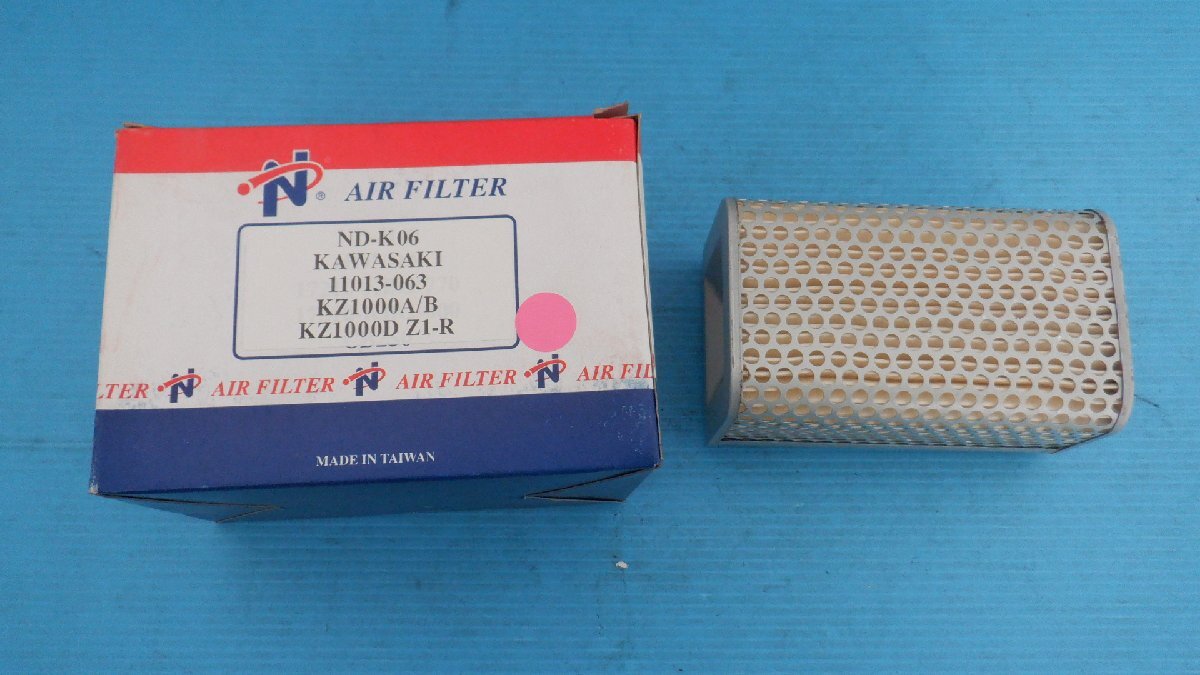 N ® AIR FILTER
ND-K06
KAWASAKI
11013-063
KZ1000A/B
KZ1000D Z1-R
LTER N AIR FILTER N AIR FILTER N AIR FIL
MADE IN TAIWAN